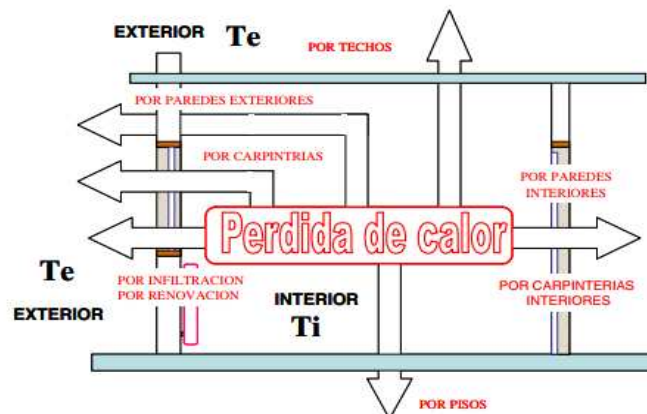 EXTERIOR Te
POR TECHOS
POR PAREDES EXTERIORES
POR CARPINTRIAS
POR PAREDES
INTERIORES
Perdida de calor
Te
EXTERIOR
POR INFILTRACION
POR RENOVACION
INTERIOR
Ti
POR CARPINTERIAS
INTERIORES
POR PISOS